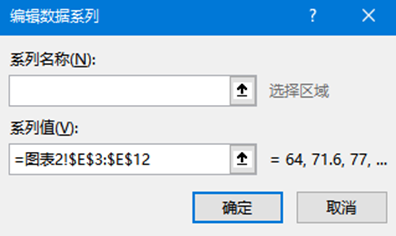 编辑数据系列 ? ×
系列名称(N):
选择区域
系列值(V):
=图表2!$E$3:$E$12 = 64, 71.6, 77, ...
确定 取消